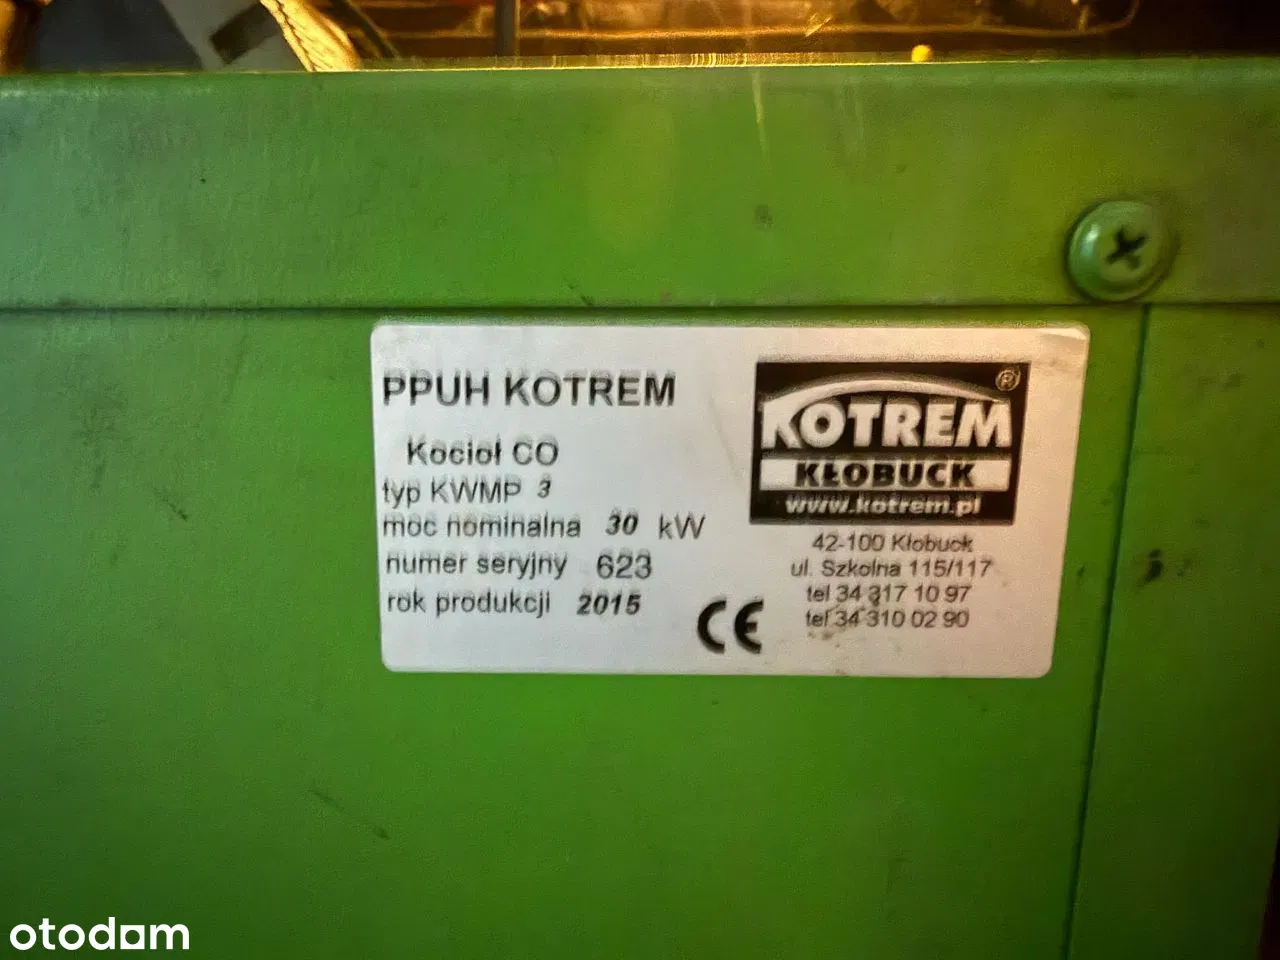 PPUH KOTREM
Kocioł CO
typ KWMP 3
moc nominalna 30 kW
numer seryjny 623
rok produkcji 2015
CE
KOTREM ®
KŁOBUCK
www.kotrem.pl
42-100 Kłobuck
ul. Szkolna 115/117
tel 34 317 10 97
tel 34 310 02 90
otodom